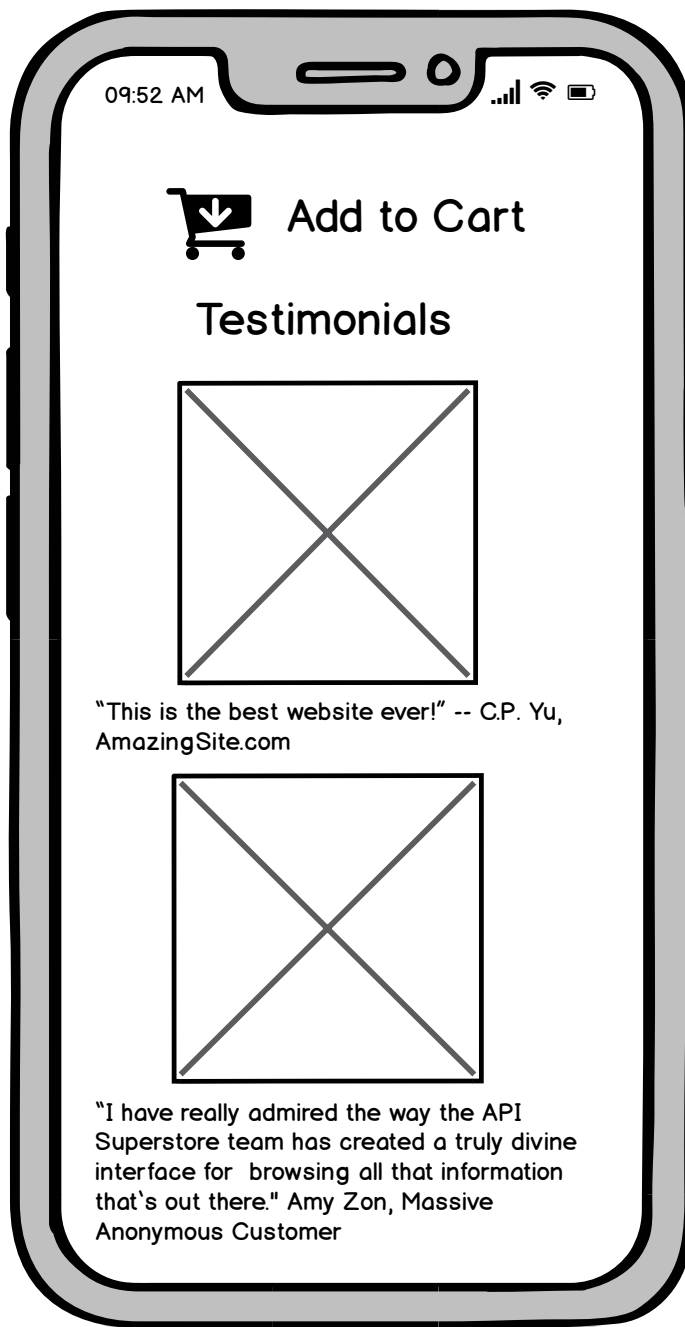 09:52 AM
Add to Cart
Testimonials
“This is the best website ever!” -- C.P. Yu,
AmazingSite.com
“I have really admired the way the API
Superstore team has created a truly divine
interface for  browsing all that information
that`s out there." Amy Zon, Massive
Anonymous Customer